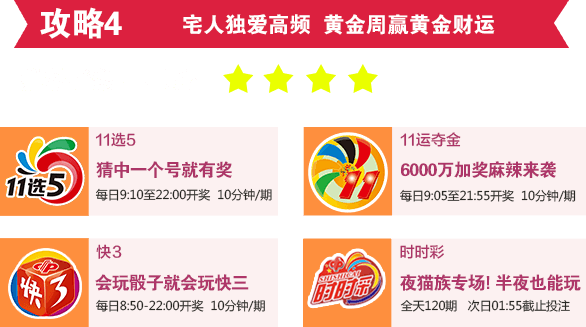 攻略4 宅人独爱高频 黄金周赢黄金财运
11选5
11选5
猜中一个号就有奖
每日9:10至22:00开奖 10分钟/期
11
11运夺金
6000万加奖麻辣来袭
每日9:05至21:55开奖 10分钟/期
快3
快3
会玩骰子就会玩快三
每日8:50-22:00开奖 10分钟/期
时时彩
时时彩
夜猫族专场! 半夜也能玩
全天120期 次日01:55截止投注